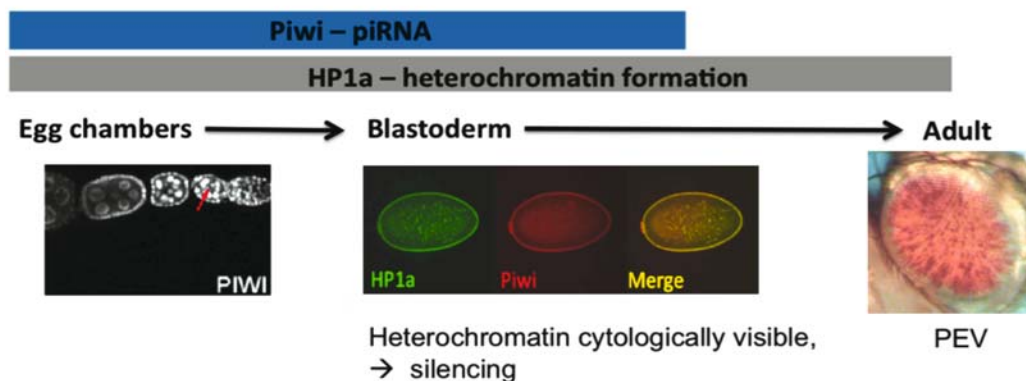 Piwi – piRNA
HP1a – heterochromatin formation
Egg chambers
Blastoderm
Adult
PIWI
HP1a
Piwi
Merge
Heterochromatin cytologically visible,
→ silencing
PEV